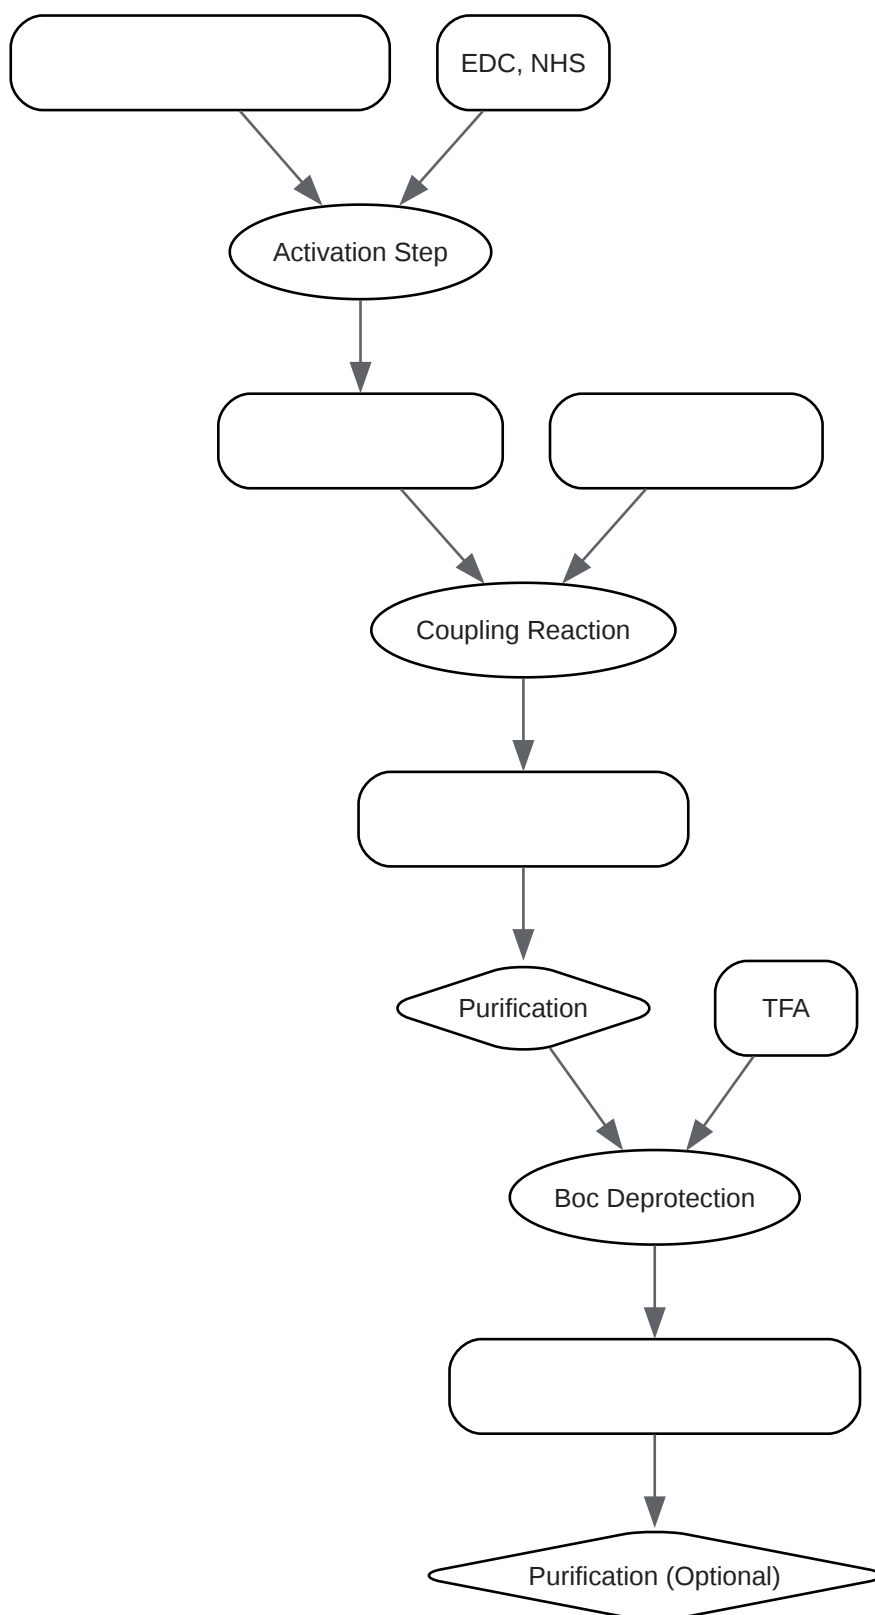 EDC, NHS
Activation Step
Coupling Reaction
Purification
TFA
Boc Deprotection
Purification (Optional)